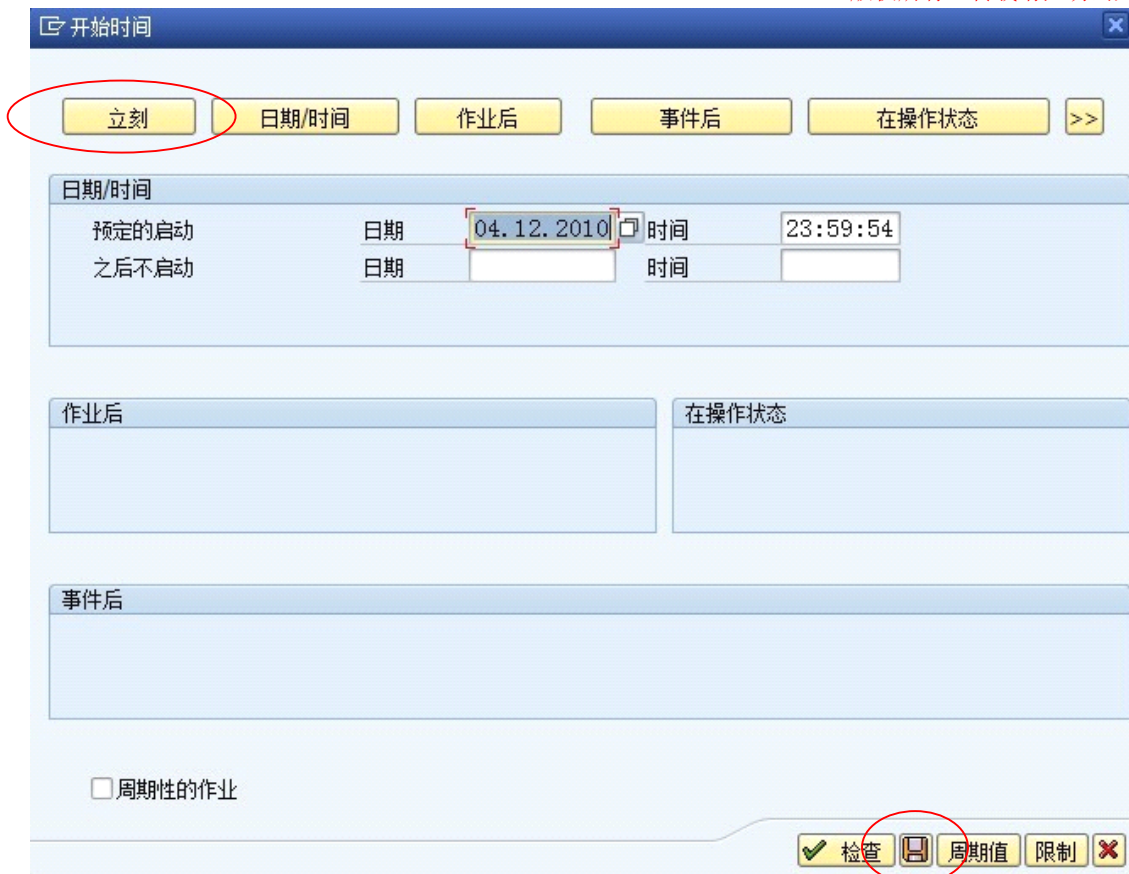 开始时间
立刻 日期/时间 作业后 事件后 在操作状态 >>
日期/时间
预定的启动 日期 04.12.2010 时间 23:59:54
之后不启动 日期 时间
作业后 在操作状态
事件后
周期性的作业
检查 周期值 限制